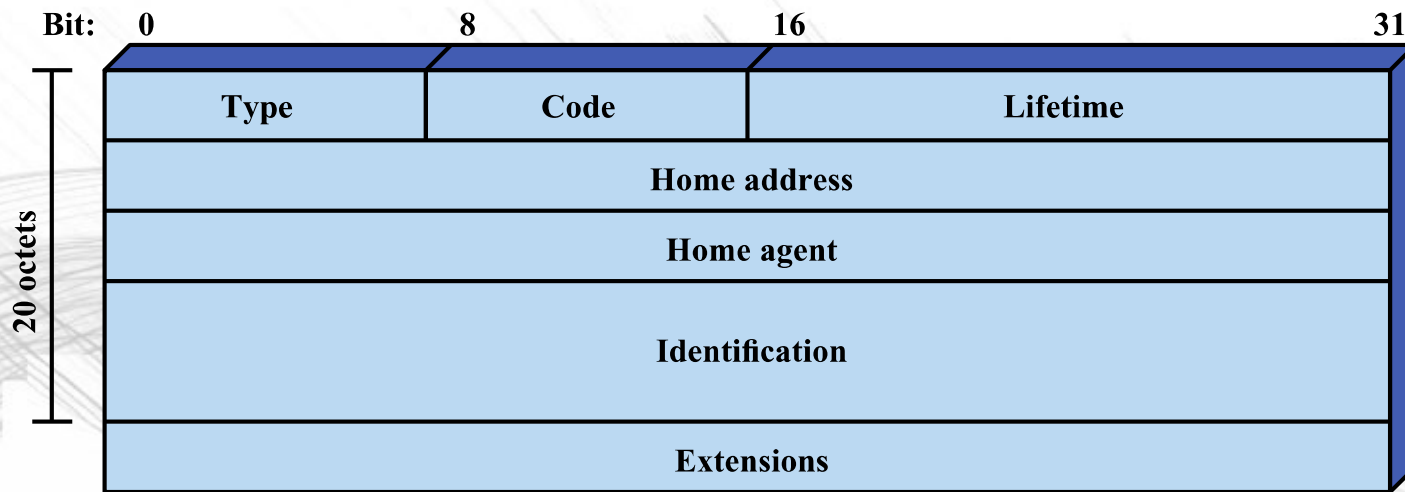 Bit: 0 8 16 31
Type Code Lifetime
Home address
Home agent
20 octets
Identification
Extensions